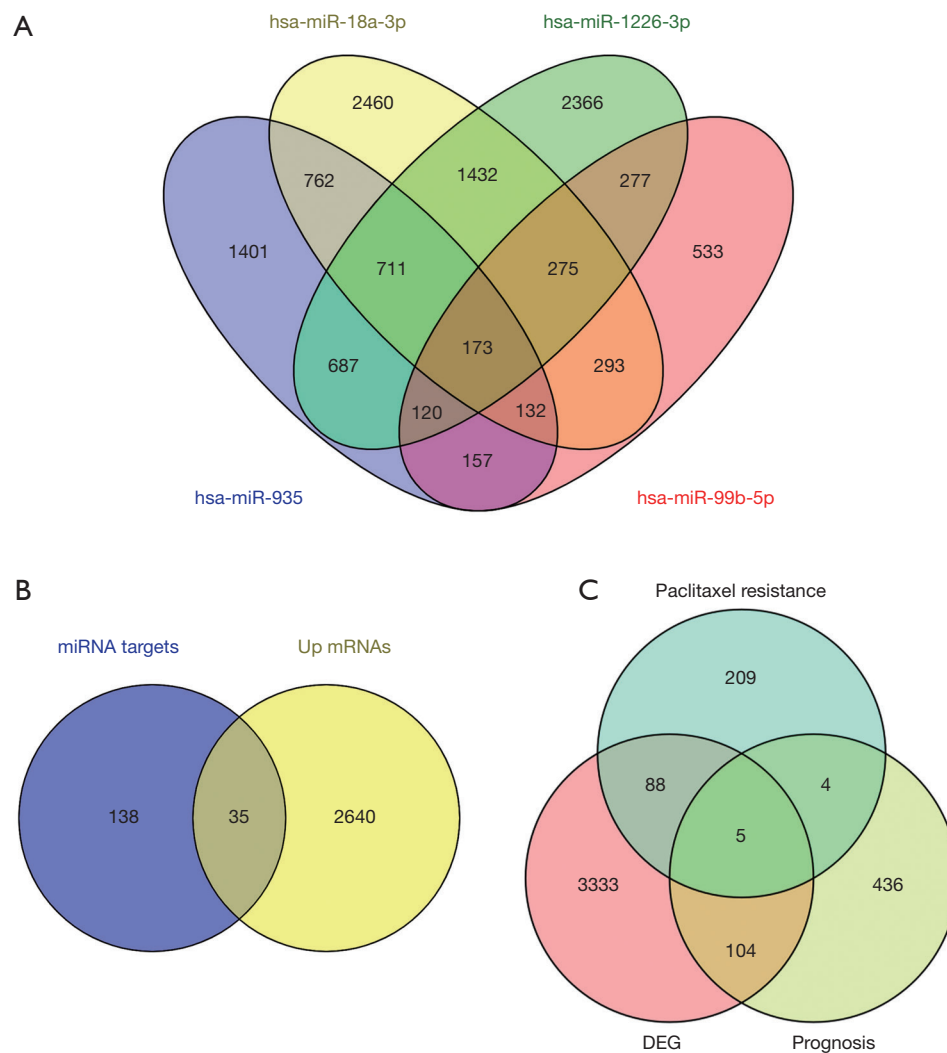 A
hsa-miR-18a-3p
hsa-miR-1226-3p
2460
2366
762
1432
277
1401
711
275
533
687
173
293
120
132
157
hsa-miR-935
hsa-miR-99b-5p
B
miRNA targets
Up mRNAs
138
35
2640
C
Paclitaxel resistance
209
88
4
5
3333
436
104
DEG
Prognosis